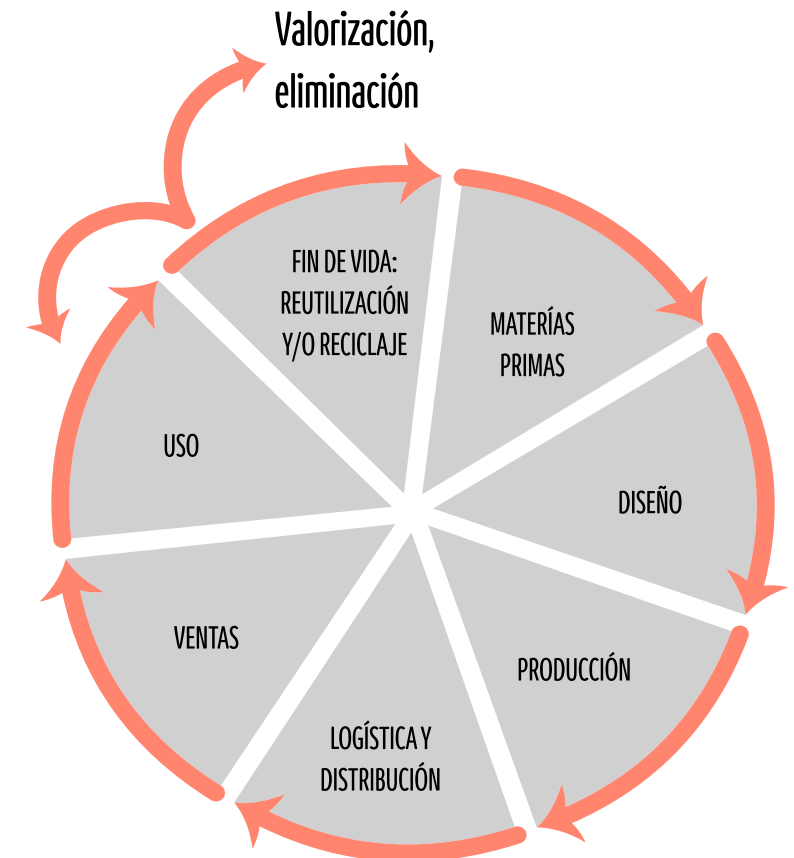 Valorización,
eliminación
FIN DE VIDA:
REUTILIZACIÓN
Y/O RECICLAJE
MATERÍAS
PRIMAS
DISEÑO
PRODUCCIÓN
LOGÍSTICA Y
DISTRIBUCIÓN
VENTAS
USO